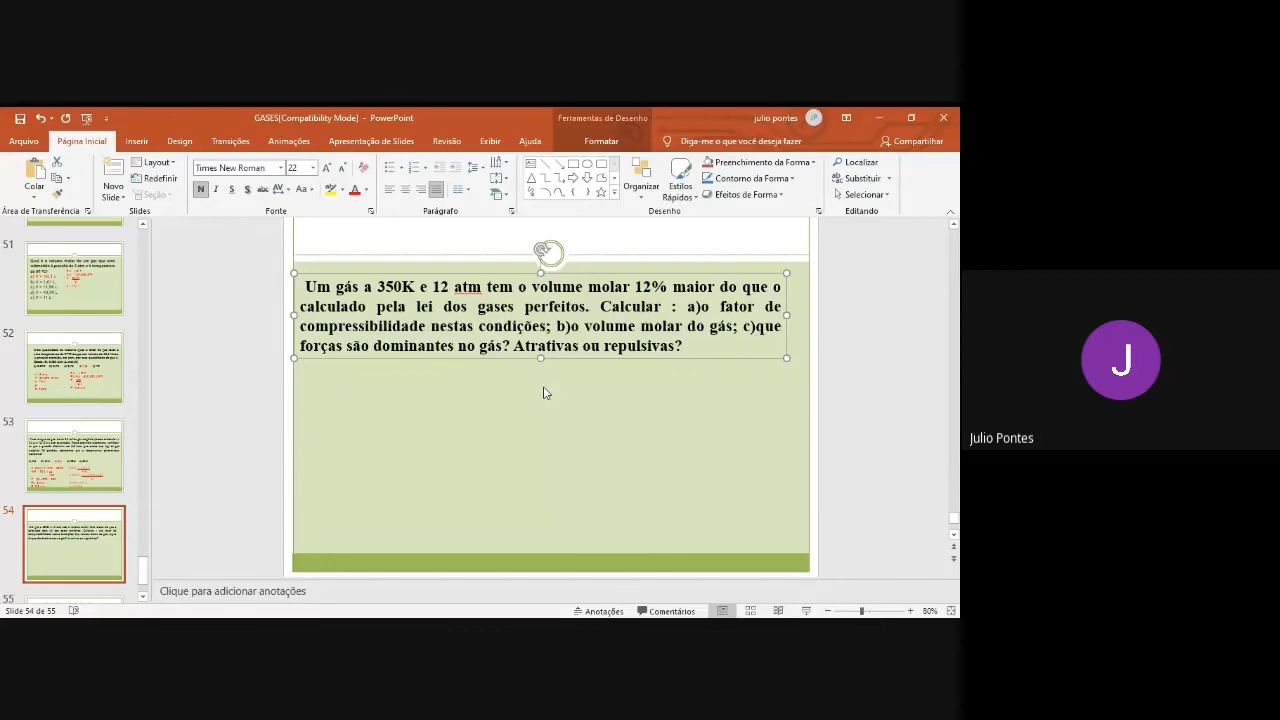 GASES[Compatibility Mode] - PowerPoint
Ferramentas de Desenho
julio pontes
JP
Arquivo
Página Inicial
Inserir
Design
Transições
Animações
Apresentação de Slides
Revisão
Exibir
Ajuda
Formatar
Diga-me o que você deseja fazer
Compartilhar
Colar
Novo
Slide
Layout
Redefinir
Seção
Times New Roman
22
N I S S abc AV Aa
A
Organizar
Estilos
Rápidos
Preenchimento da Forma
Contorno da Forma
Efeitos de Forma
Localizar
Substituir
Selecionar
Área de Transferência
Slides
Fonte
Parágrafo
Desenho
Editando
51
52
53
54
55
Um gás a 350K e 12 atm tem o volume molar 12% maior do que o
calculado pela lei dos gases perfeitos. Calcular : a)o fator de
compressibilidade nestas condições; b)o volume molar do gás; c)que
forças são dominantes no gás? Atrativas ou repulsivas?
Clique para adicionar anotações
Slide 54 de 55
Anotações
Comentários
80%
J
Julio Pontes